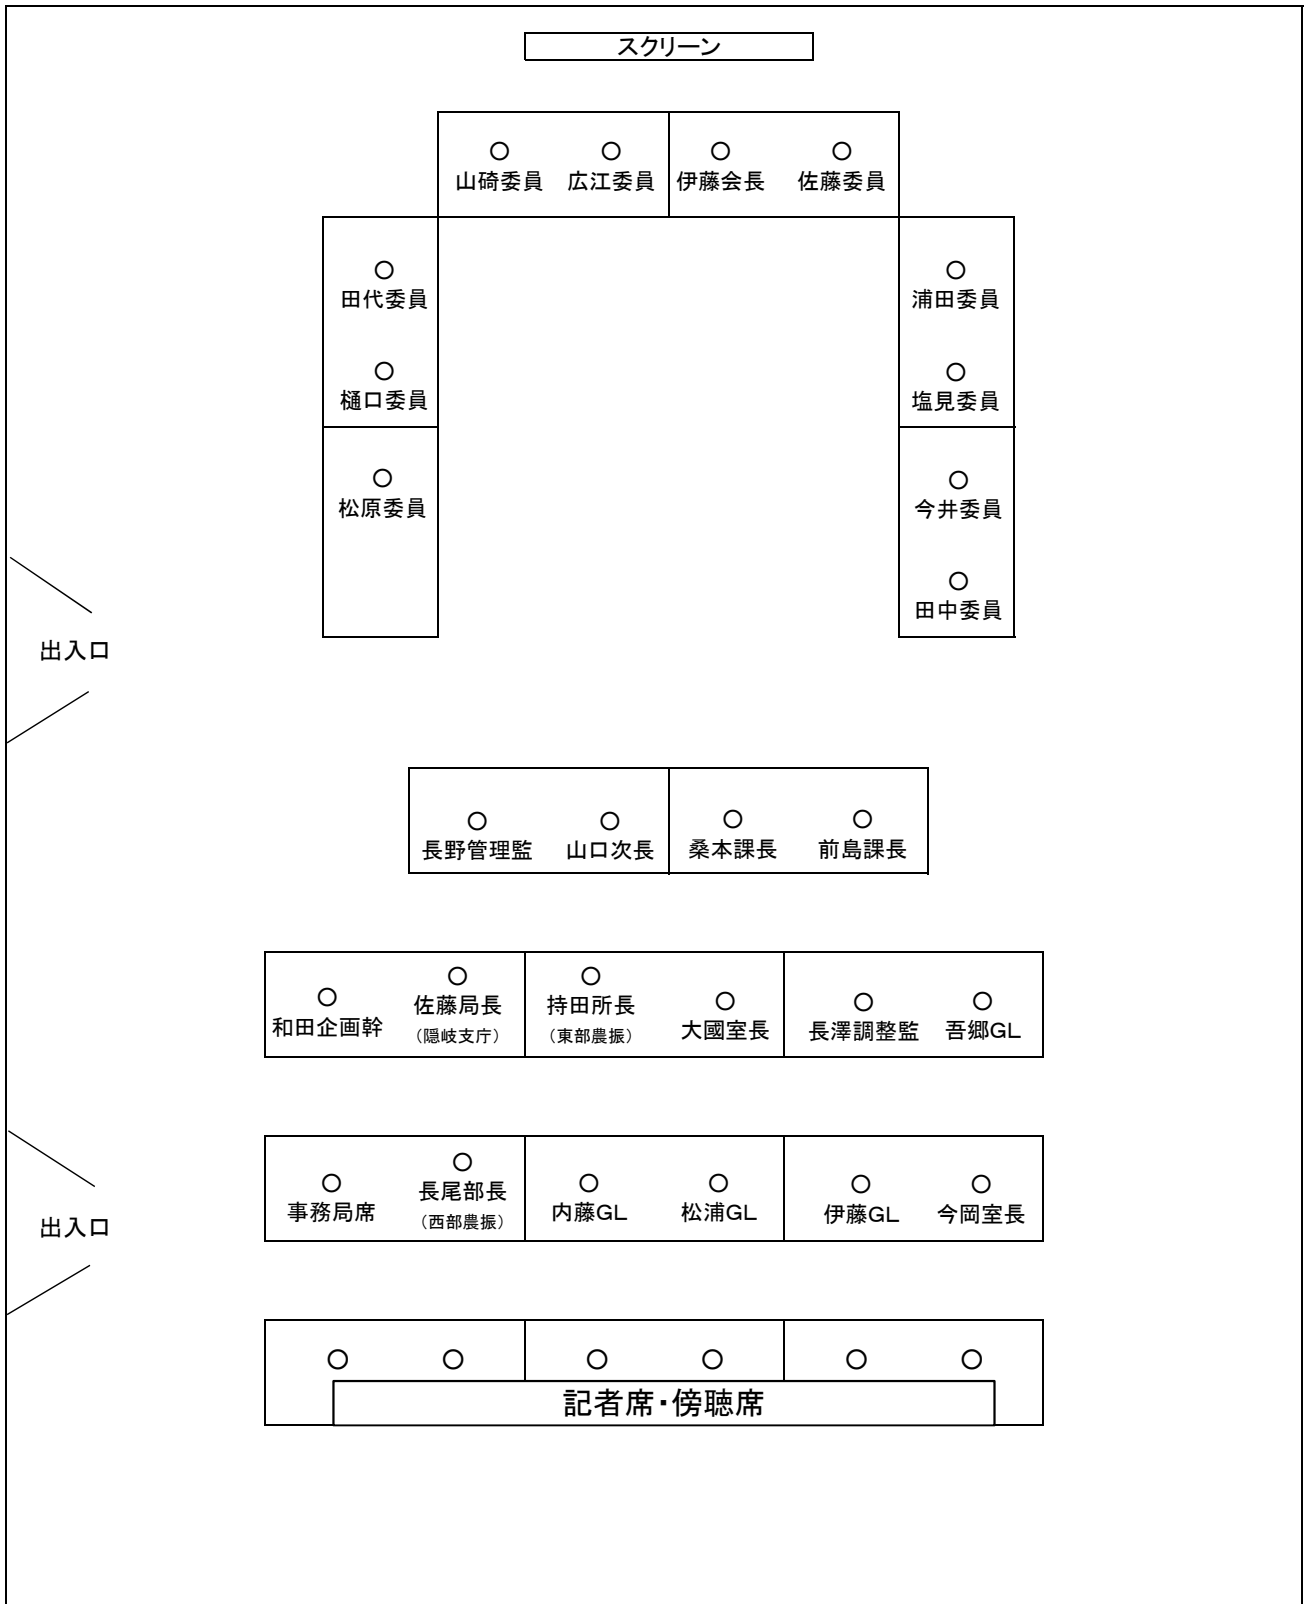 スクリーン
山碕委員 広江委員 伊藤会長 佐藤委員
田代委員 浦田委員
樋口委員 塩見委員
松原委員 今井委員
田中委員
出入口
長野管理監 山口次長 桑本課長 前島課長
和田企画幹 佐藤局長 持田所長 大國室長 長澤調整監 吾郷GL
（隠岐支庁） （東部農振）
事務局席 長尾部長 内藤GL 松浦GL 伊藤GL 今岡室長
（西部農振）
出入口
記者席・傍聴席